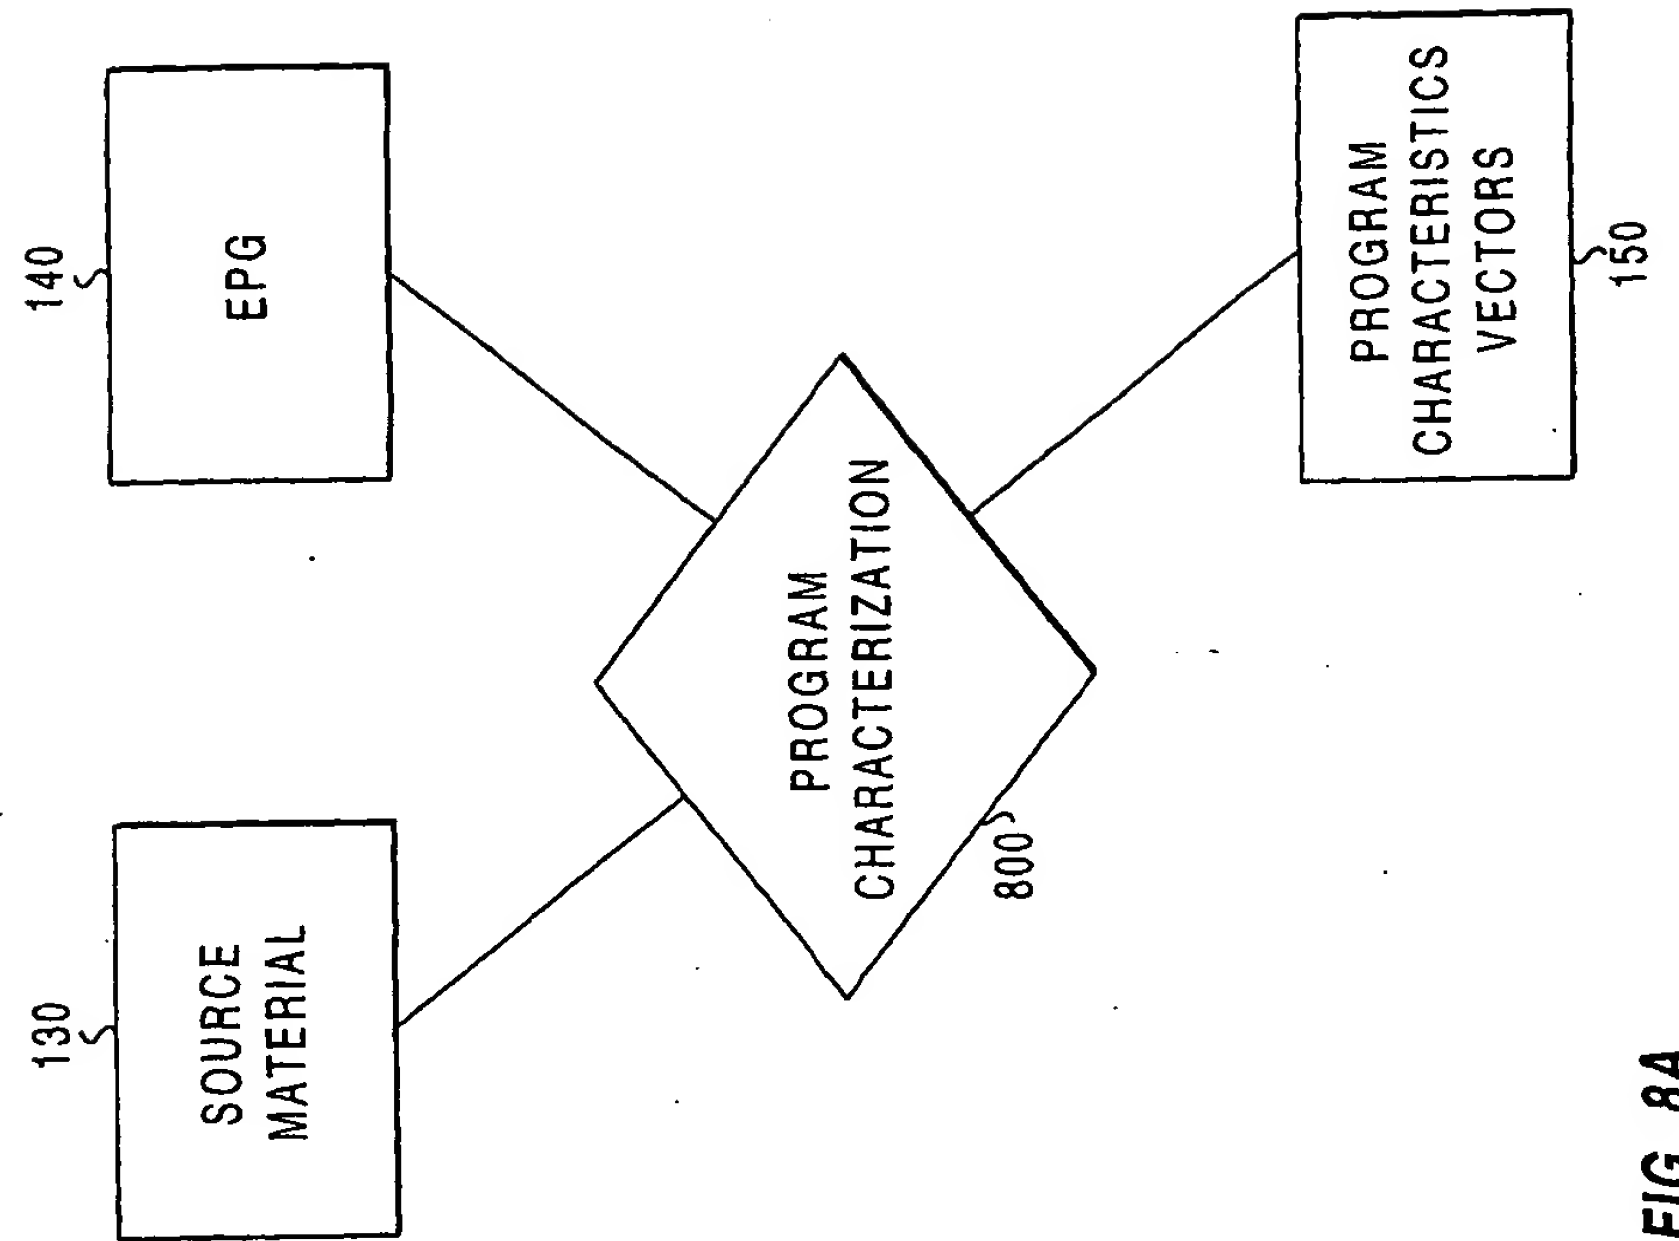 130
SOURCE
MATERIAL
140
EPG
PROGRAM
CHARACTERIZATION
800
PROGRAM
CHARACTERISTICS
VECTORS
150
FIG. 8A